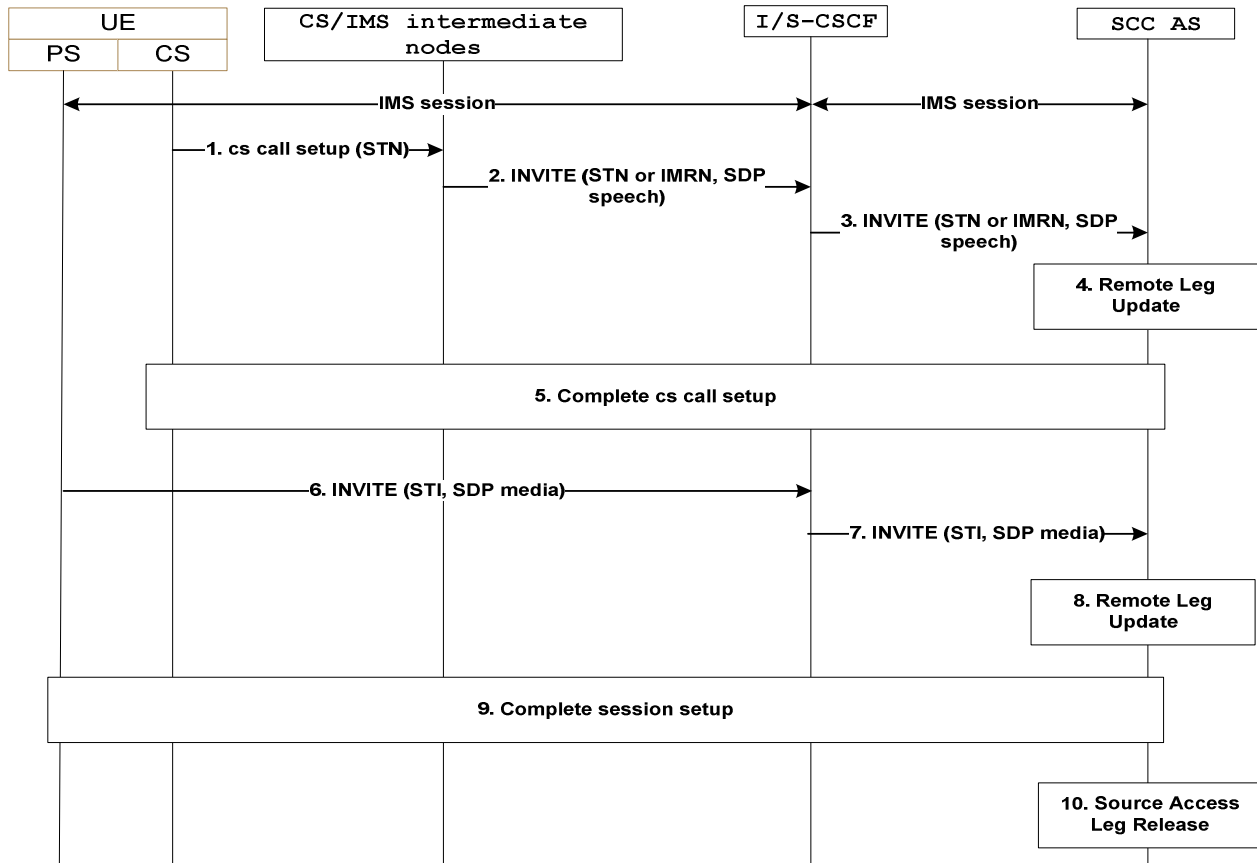 UE
PS CS
CS/IMS intermediate
nodes
I/S-CSCF
SCC AS
IMS session
IMS session
1. cs call setup (STN)
2. INVITE (STN or IMRN, SDP
speech)
3. INVITE (STN or IMRN, SDP
speech)
4. Remote Leg
Update
5. Complete cs call setup
6. INVITE (STI, SDP media)
7. INVITE (STI, SDP media)
8. Remote Leg
Update
9. Complete session setup
10. Source Access
Leg Release